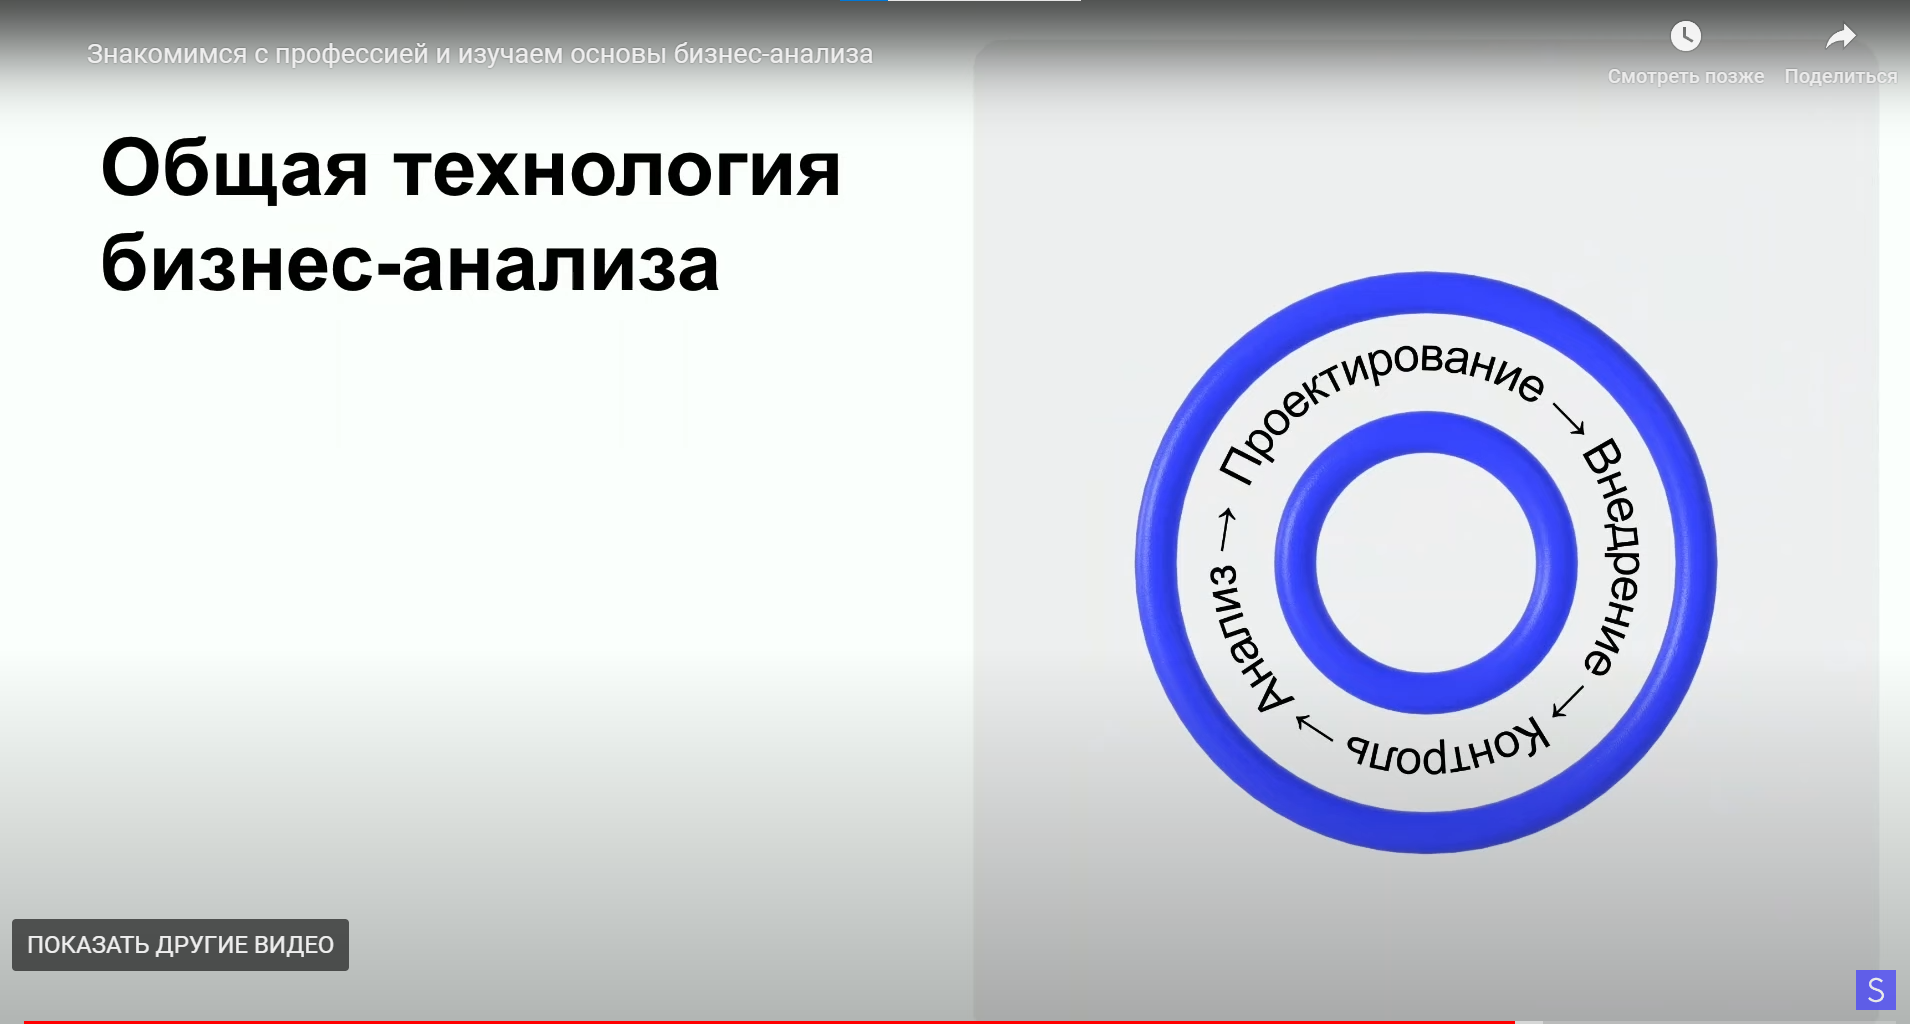 Знакомимся с профессией и изучаем основы бизнес-анализа
Смотреть позже
Поделиться
Общая технология
бизнес-анализа
Проектирование → Внедрение → Контроль → Анализ →
ПОКАЗАТЬ ДРУГИЕ ВИДЕО
S